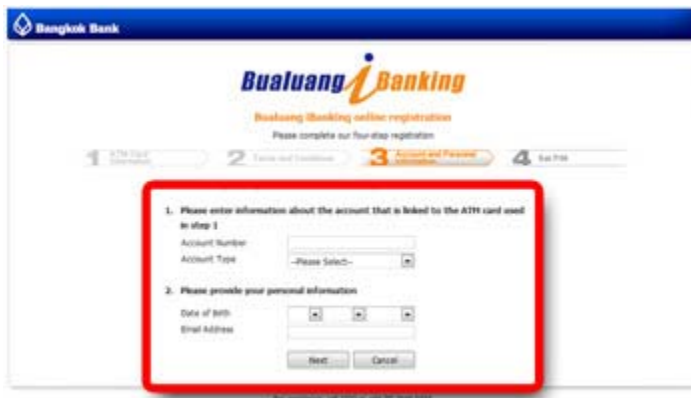 Bangkok Bank
Bualuang iBanking
Bualuang iBanking online registration
Please complete our four-step registration
1 ATM Card Information
2 Terms and Conditions
3 Account and Personal Information
4 Set PIN
1. Please enter information about the account that is linked to the ATM card used
in step 1
Account Number
Account Type --Please Select--
2. Please provide your personal information
Date of Birth
Email Address
Next Cancel